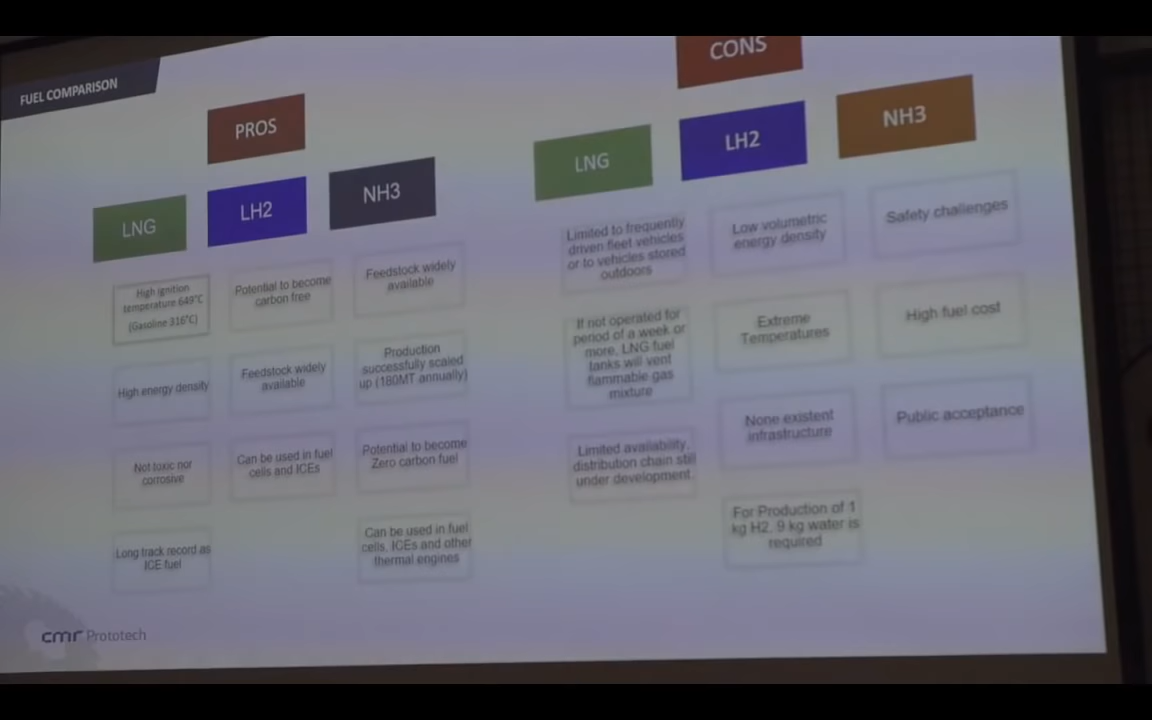 FUEL COMPARISON
PROS
LNG
LH2
NH3
High ignition
temperature 649°C
(Gasoline 316°C)
High energy density
Not toxic nor
corrosive
Long track record as
ICE fuel
Potential to become
carbon free
Feedstock widely
available
Can be used in fuel
cells and ICEs
Feedstock widely
available
Production
successfully scaled
up (180MT annually)
Potential to become
Zero carbon fuel
Can be used in fuel
cells, ICEs and other
thermal engines
CONS
LNG
LH2
NH3
Limited to frequently
driven fleet vehicles
or to vehicles stored
outdoors
If not operated for
period of a week or
more, LNG fuel
tanks will vent
flammable gas
mixture
Limited availability,
distribution chain still
under development.
Low volumetric
energy density
Extreme
Temperatures
None existent
infrastructure
For Production of 1
kg H2, 9 kg water is
required
Safety challenges
High fuel cost
Public acceptance
cmr Prototech